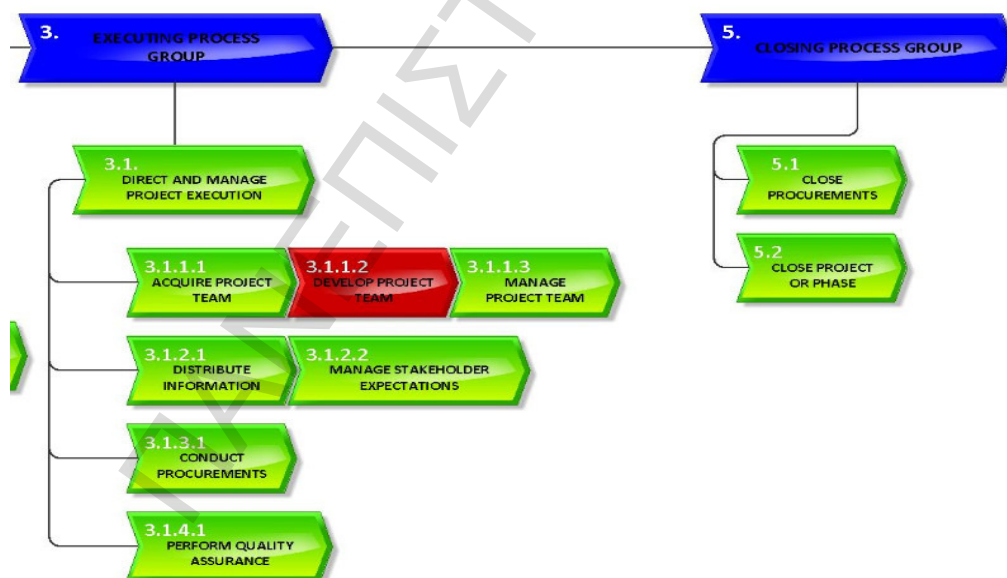 3.
EXECUTING PROCESS
GROUP
5.
CLOSING PROCESS GROUP
3.1.
DIRECT AND MANAGE
PROJECT EXECUTION
5.1
CLOSE
PROCUREMENTS
3.1.1.1
ACQUIRE PROJECT
TEAM
3.1.1.2
DEVELOP PROJECT
TEAM
3.1.1.3
MANAGE
PROJECT TEAM
5.2
CLOSE PROJECT
OR PHASE
3.1.2.1
DISTRIBUTE
INFORMATION
3.1.2.2
MANAGE STAKEHOLDER
EXPECTATIONS
3.1.3.1
CONDUCT
PROCUREMENTS
3.1.4.1
PERFORM QUALITY
ASSURANCE
ΠΑΝΕΠΙΣΤ